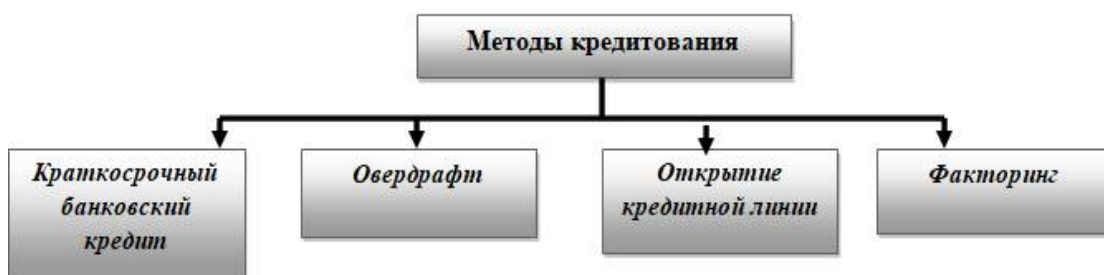 Методы кредитования
Краткосрочный
банковский
кредит
Овердрафт
Открытие
кредитной линии
Факторинг